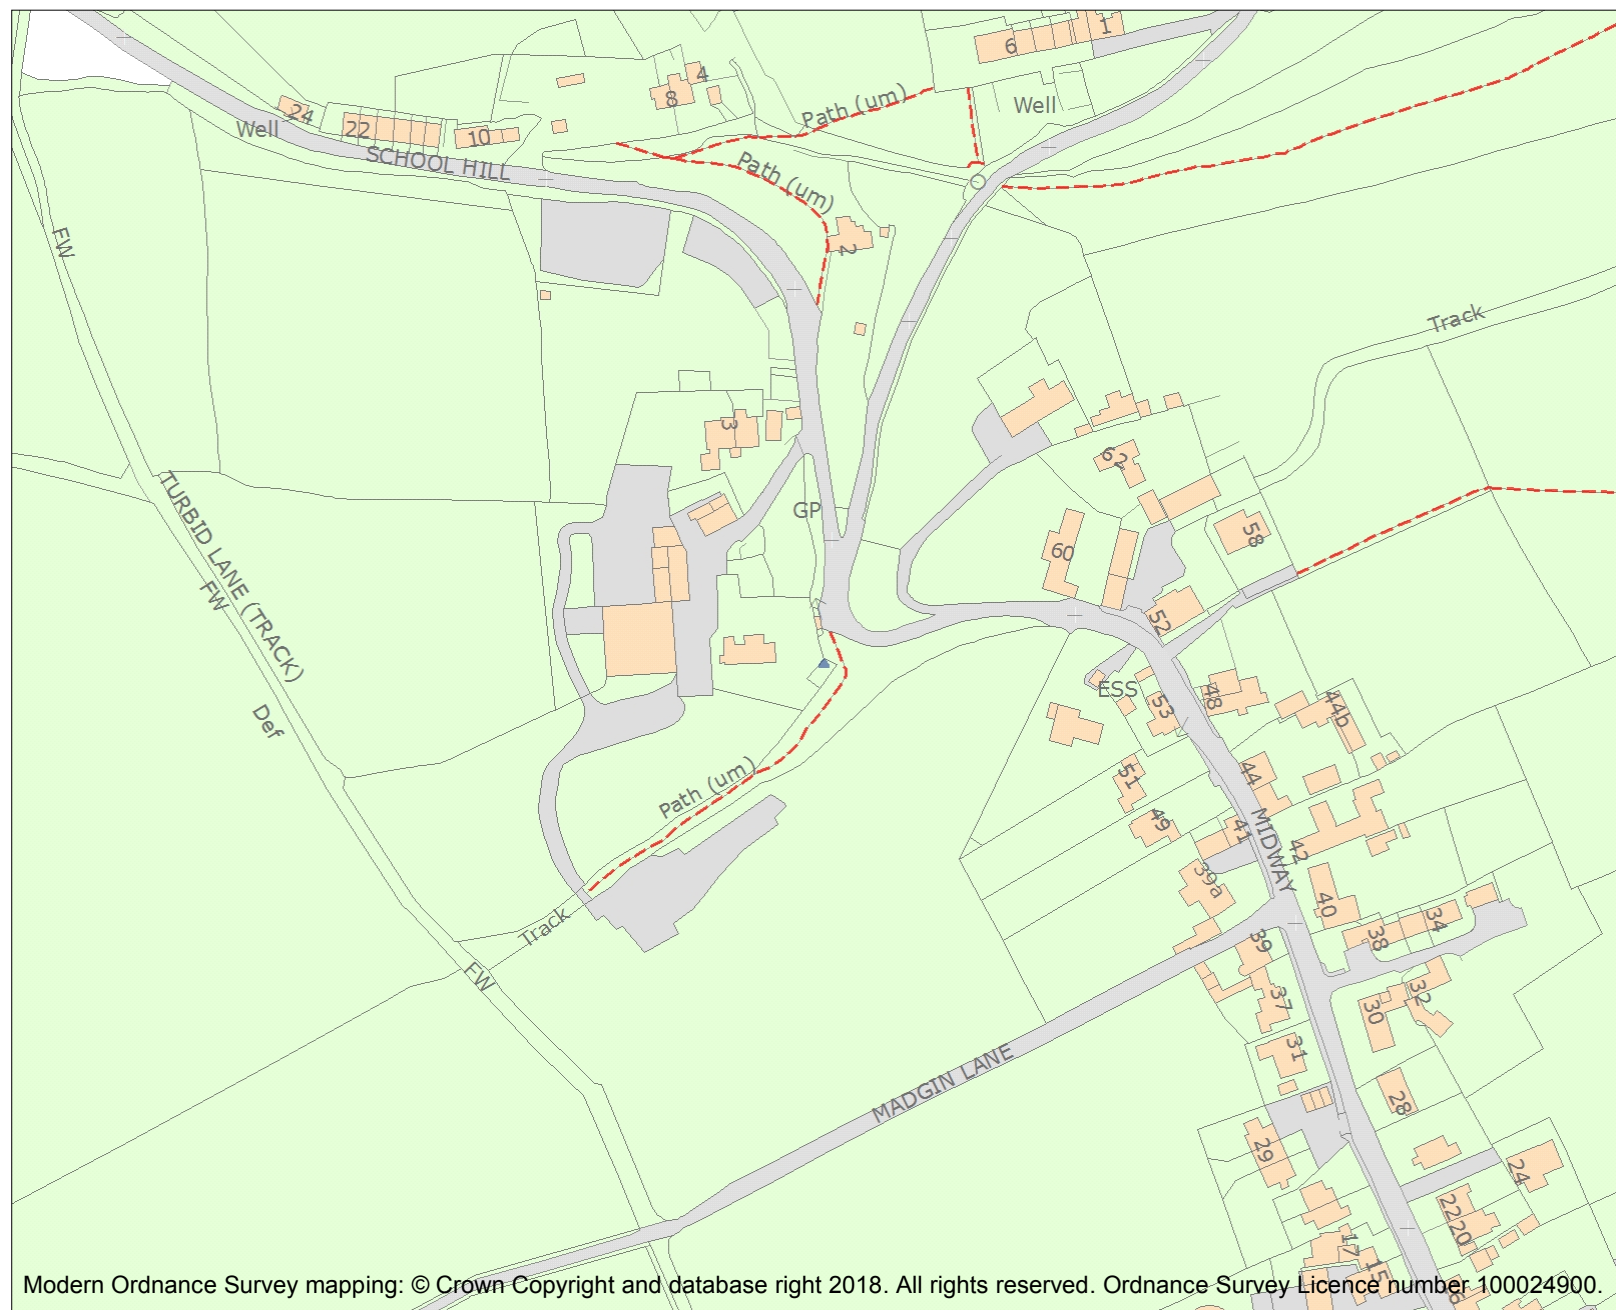 1
6
4
8
Path (um)
Well
24
22
10
Well
SCHOOL HILL
Path (um)
2
FW
Track
3
62
TURBID LANE (TRACK)
GP
58
60
FW
52
ESS
48
53
44b
Def
Path (um)
51
44
49
41
MIDWAY
42
39a
40
34
38
Track
39
FW
37
32
30
31
MADGIN LANE
28
29
24
22
20
17
15
Modern Ordnance Survey mapping: © Crown Copyright and database right 2018. All rights reserved. Ordnance Survey Licence number 100024900.